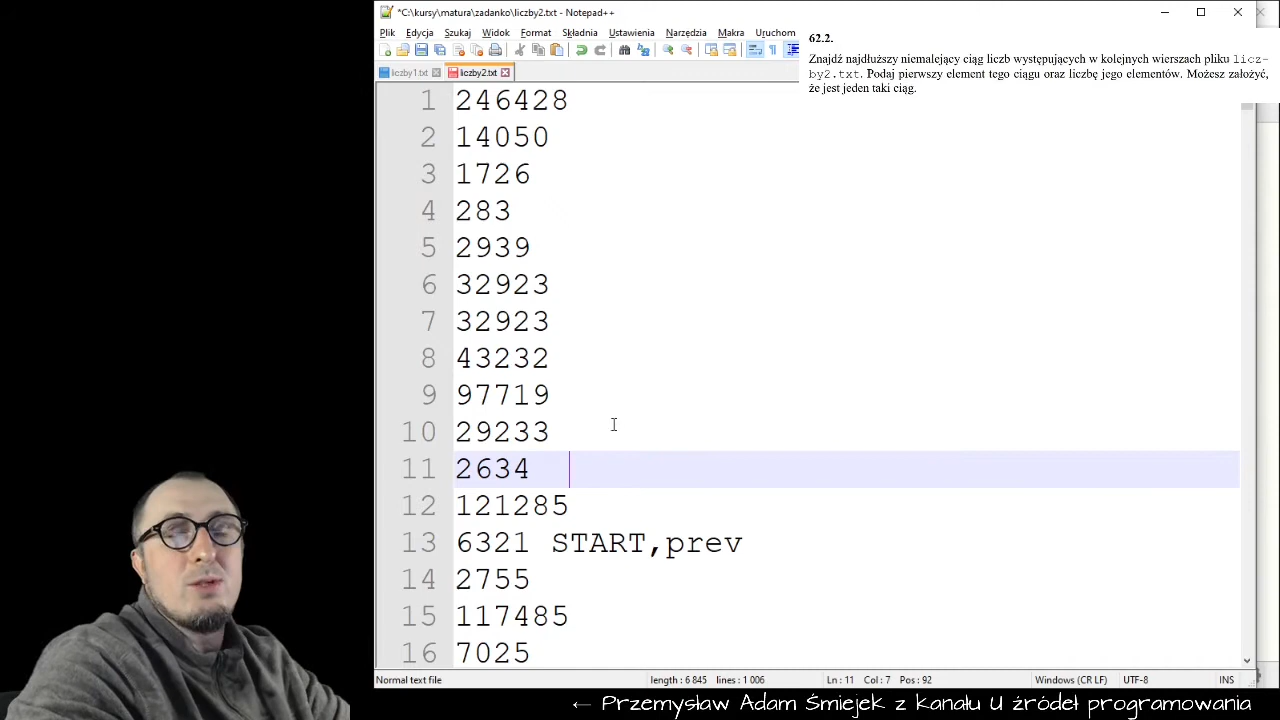 *C:\kursy\matura\zadanko\liczby2.txt - Notepad++
Plik Edycja Szukaj Widok Format Składnia Ustawienia Narzędzia Makra Uruchom
liczby1.txt liczby2.txt
62.2.
Znajdź najdłuższy niemalejący ciąg liczb występujących w kolejnych wierszach pliku licz-
by2.txt. Podaj pierwszy element tego ciągu oraz liczbę jego elementów. Możesz założyć,
że jest jeden taki ciąg.
1 246428
2 14050
3 1726
4 283
5 2939
6 32923
7 32923
8 43232
9 97719
10 29233
11 2634
12 121285
13 6321 START,prev
14 2755
15 117485
16 7025
Normal text file length : 6 845 lines : 1 006 Ln : 11 Col : 7 Pos : 92 Windows (CR LF) UTF-8 INS
← Przemysław Adam Śmiejek z kanału U źródeł programowania